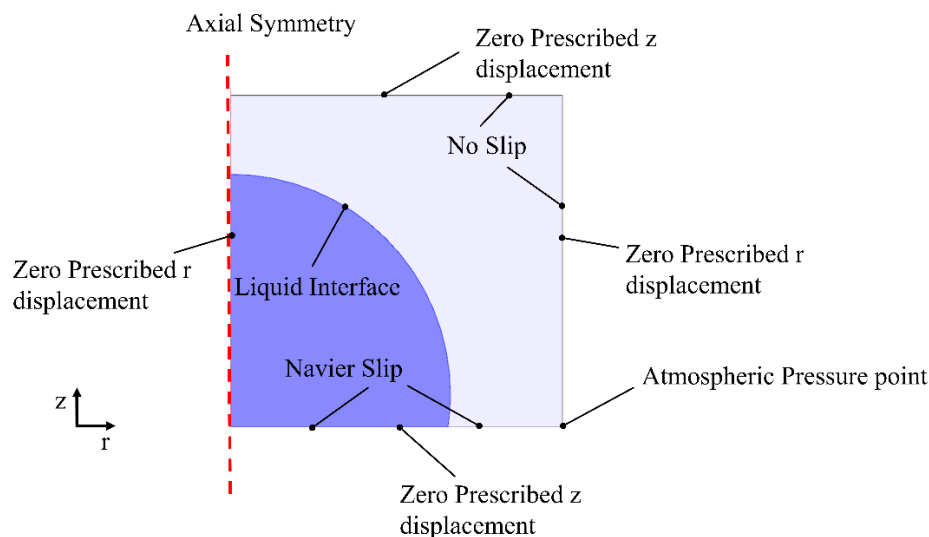 Axial Symmetry
Zero Prescribed z
displacement
No Slip
Zero Prescribed r
displacement
Liquid Interface
Zero Prescribed r
displacement
Navier Slip
Atmospheric Pressure point
z
r
Zero Prescribed z
displacement